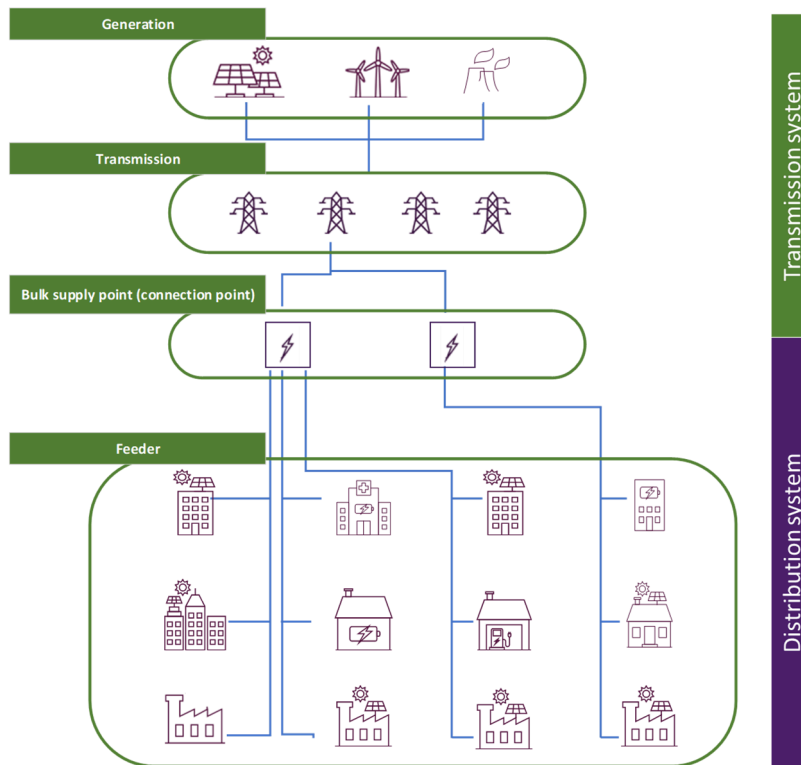 Generation
Transmission
Bulk supply point (connection point)
Feeder
Transmission system
Distribution system